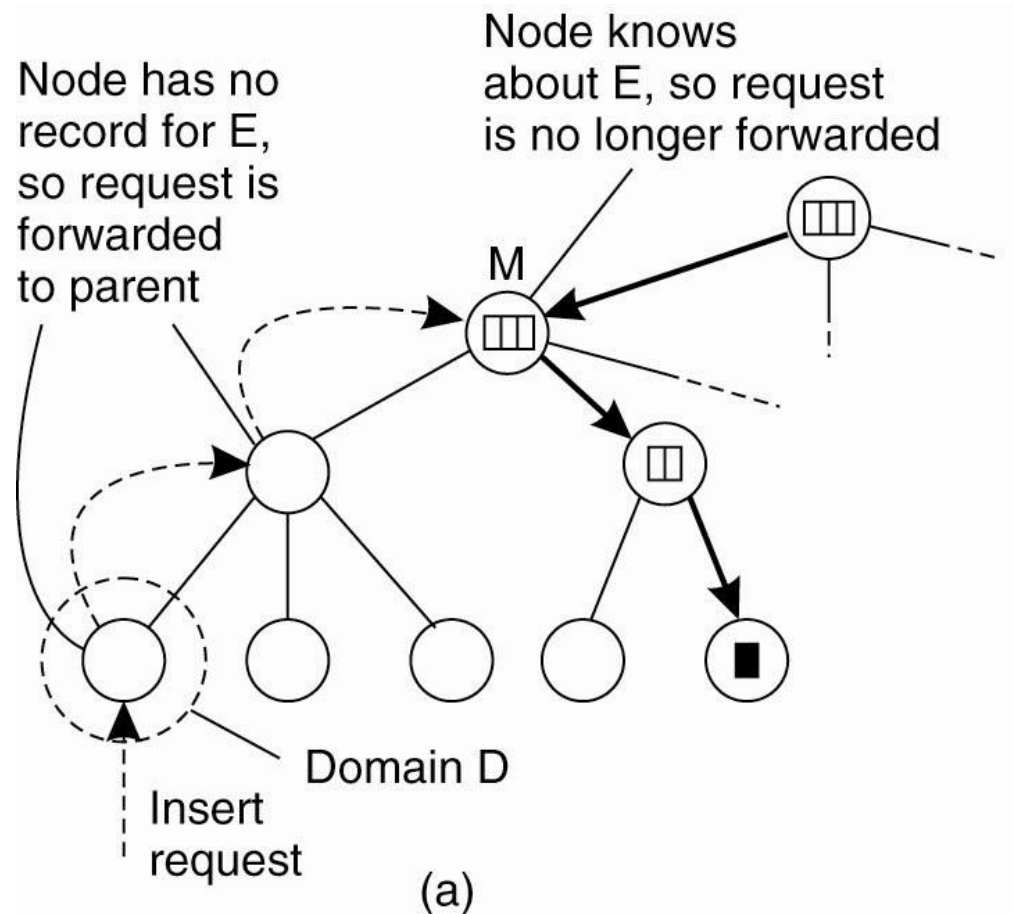 Node has no
record for E,
so request is
forwarded
to parent
Node knows
about E, so request
is no longer forwarded
M
Domain D
Insert
request
(a)